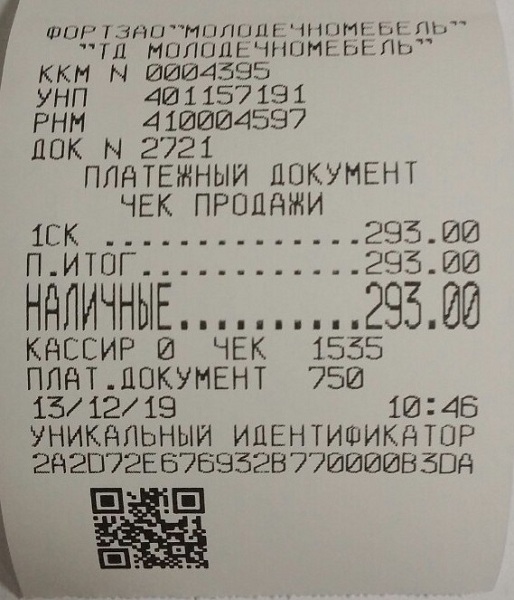 ФОРТЗАО"МОЛОДЕЧНОМЕБЕЛЬ"
"ТД МОЛОДЕЧНОМЕБЕЛЬ"
ККМ N 0004395
УНП 401157191
РНМ 410004597
ДОК N 2721
ПЛАТЕЖНЫЙ ДОКУМЕНТ
ЧЕК ПРОДАЖИ
1СК ..............293.00
П.ИТОГ............293.00
НАЛИЧНЫЕ..........293.00
КАССИР 0 ЧЕК 1535
ПЛАТ.ДОКУМЕНТ 750
13/12/19 10:46
УНИКАЛЬНЫЙ ИДЕНТИФИКАТОР
2A2D72E676932B770000B3DA